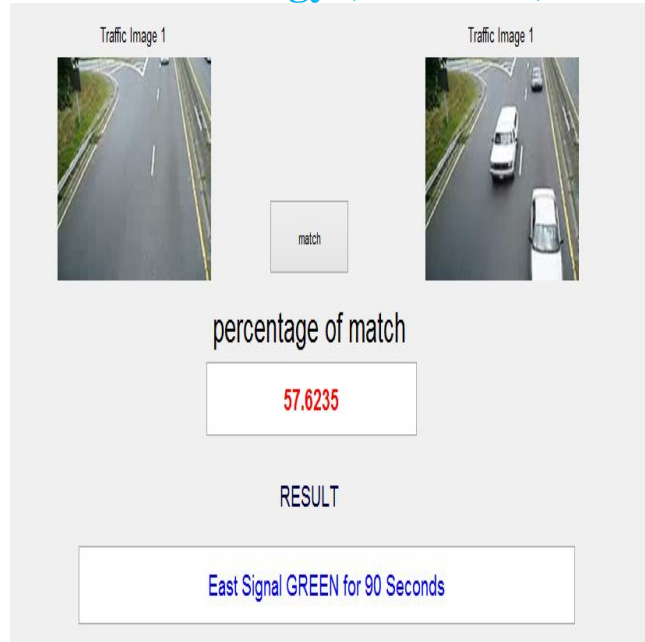 Traffic Image 1
Traffic Image 1
match
percentage of match
57.6235
RESULT
East Signal GREEN for 90 Seconds